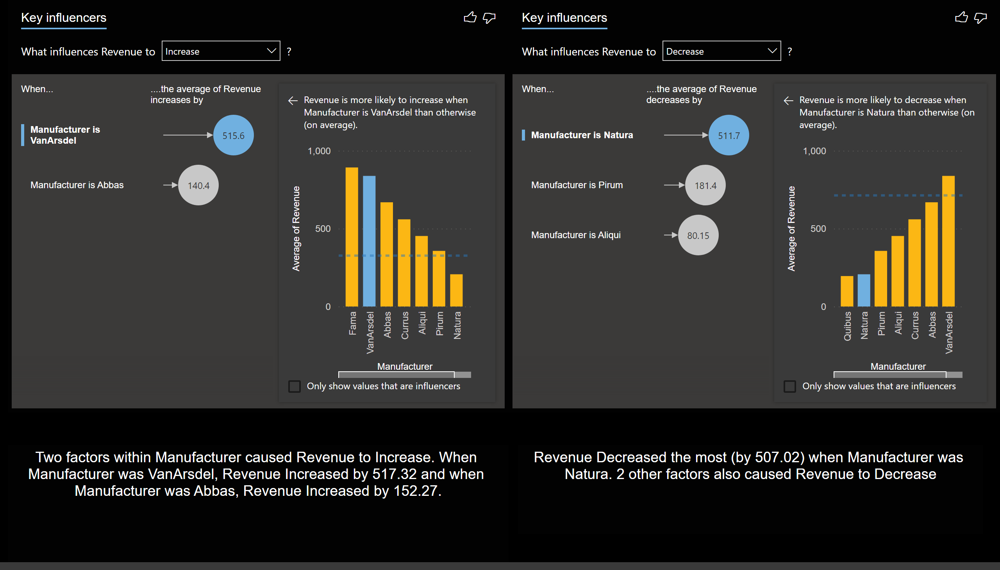 Key influencers
What influences Revenue to Increase ?
When...
....the average of Revenue
increases by
Manufacturer is
VanArsdel
515.6
Manufacturer is Abbas
140.4
Revenue is more likely to increase when
Manufacturer is VanArsdel than otherwise
(on average).
1,000
500
0
Average of Revenue
Fama
VanArsdel
Abbas
Currus
Aliqui
Pirum
Natura
Manufacturer
Only show values that are influencers
Key influencers
What influences Revenue to Decrease ?
When...
....the average of Revenue
decreases by
Manufacturer is Natura
511.7
Manufacturer is Pirum
181.4
Manufacturer is Aliqui
80.15
Revenue is more likely to decrease when
Manufacturer is Natura than otherwise (on
average).
1,000
500
0
Average of Revenue
Quibus
Natura
Pirum
Aliqui
Currus
Abbas
VanArsdel
Manufacturer
Only show values that are influencers
Two factors within Manufacturer caused Revenue to Increase. When
Manufacturer was VanArsdel, Revenue Increased by 517.32 and when
Manufacturer was Abbas, Revenue Increased by 152.27.
Revenue Decreased the most (by 507.02) when Manufacturer was
Natura. 2 other factors also caused Revenue to Decrease